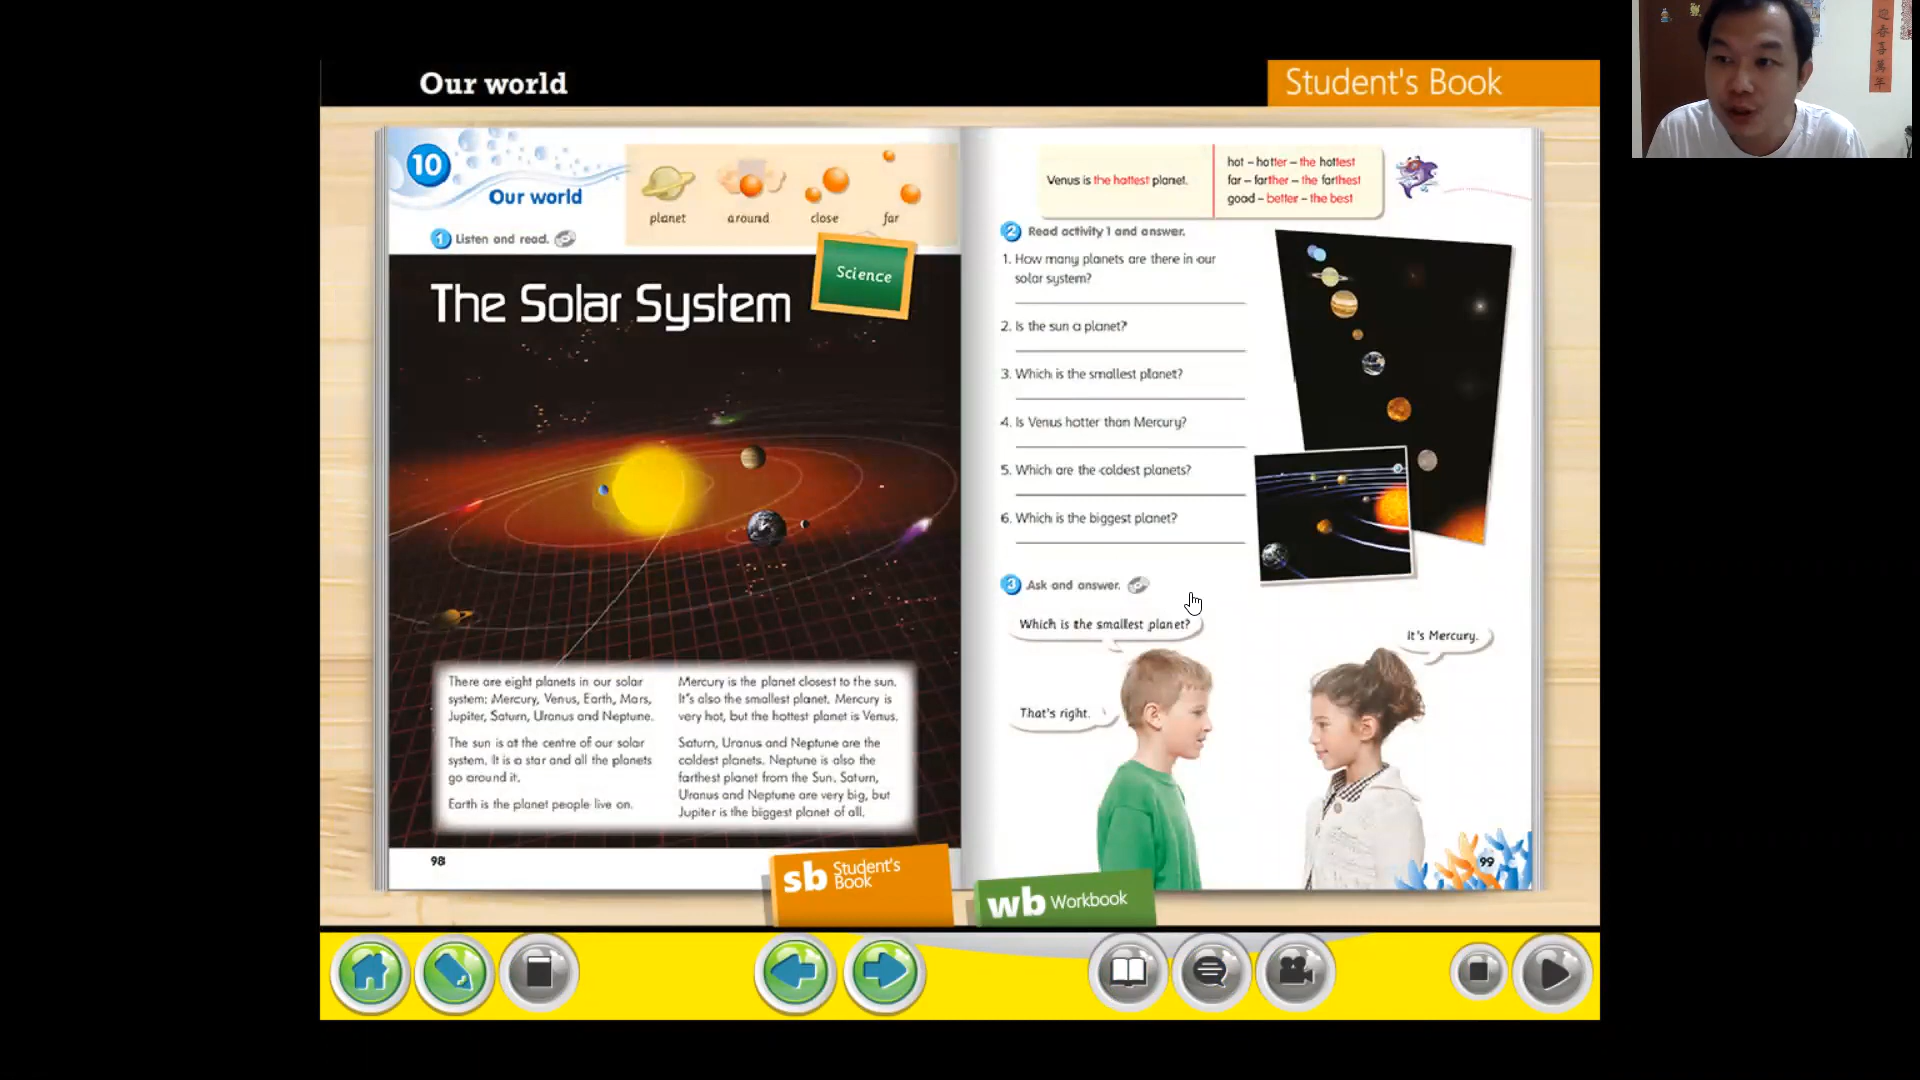 Our world
Student's Book
10
Our world
planet
around
close
far
1 Listen and read.
Science
The Solar System
There are eight planets in our solar
system: Mercury, Venus, Earth, Mars,
Jupiter, Saturn, Uranus and Neptune.
The sun is at the centre of our solar
system. It is a star and all the planets
go around it.
Earth is the planet people live on.
Mercury is the planet closest to the sun.
It's also the smallest planet. Mercury is
very hot, but the hottest planet is Venus.
Saturn, Uranus and Neptune are the
coldest planets. Neptune is also the
farthest planet from the Sun. Saturn,
Uranus and Neptune are very big, but
Jupiter is the biggest planet of all.
98
Venus is the hottest planet.
hot – hotter – the hottest
far – farther – the farthest
good – better – the best
2 Read activity 1 and answer.
1. How many planets are there in our
solar system?
2. Is the sun a planet?
3. Which is the smallest planet?
4. Is Venus hotter than Mercury?
5. Which are the coldest planets?
6. Which is the biggest planet?
3 Ask and answer.
Which is the smallest planet?
It's Mercury.
That's right.
99
sb Student's
Book
wb Workbook
迎春喜萬年